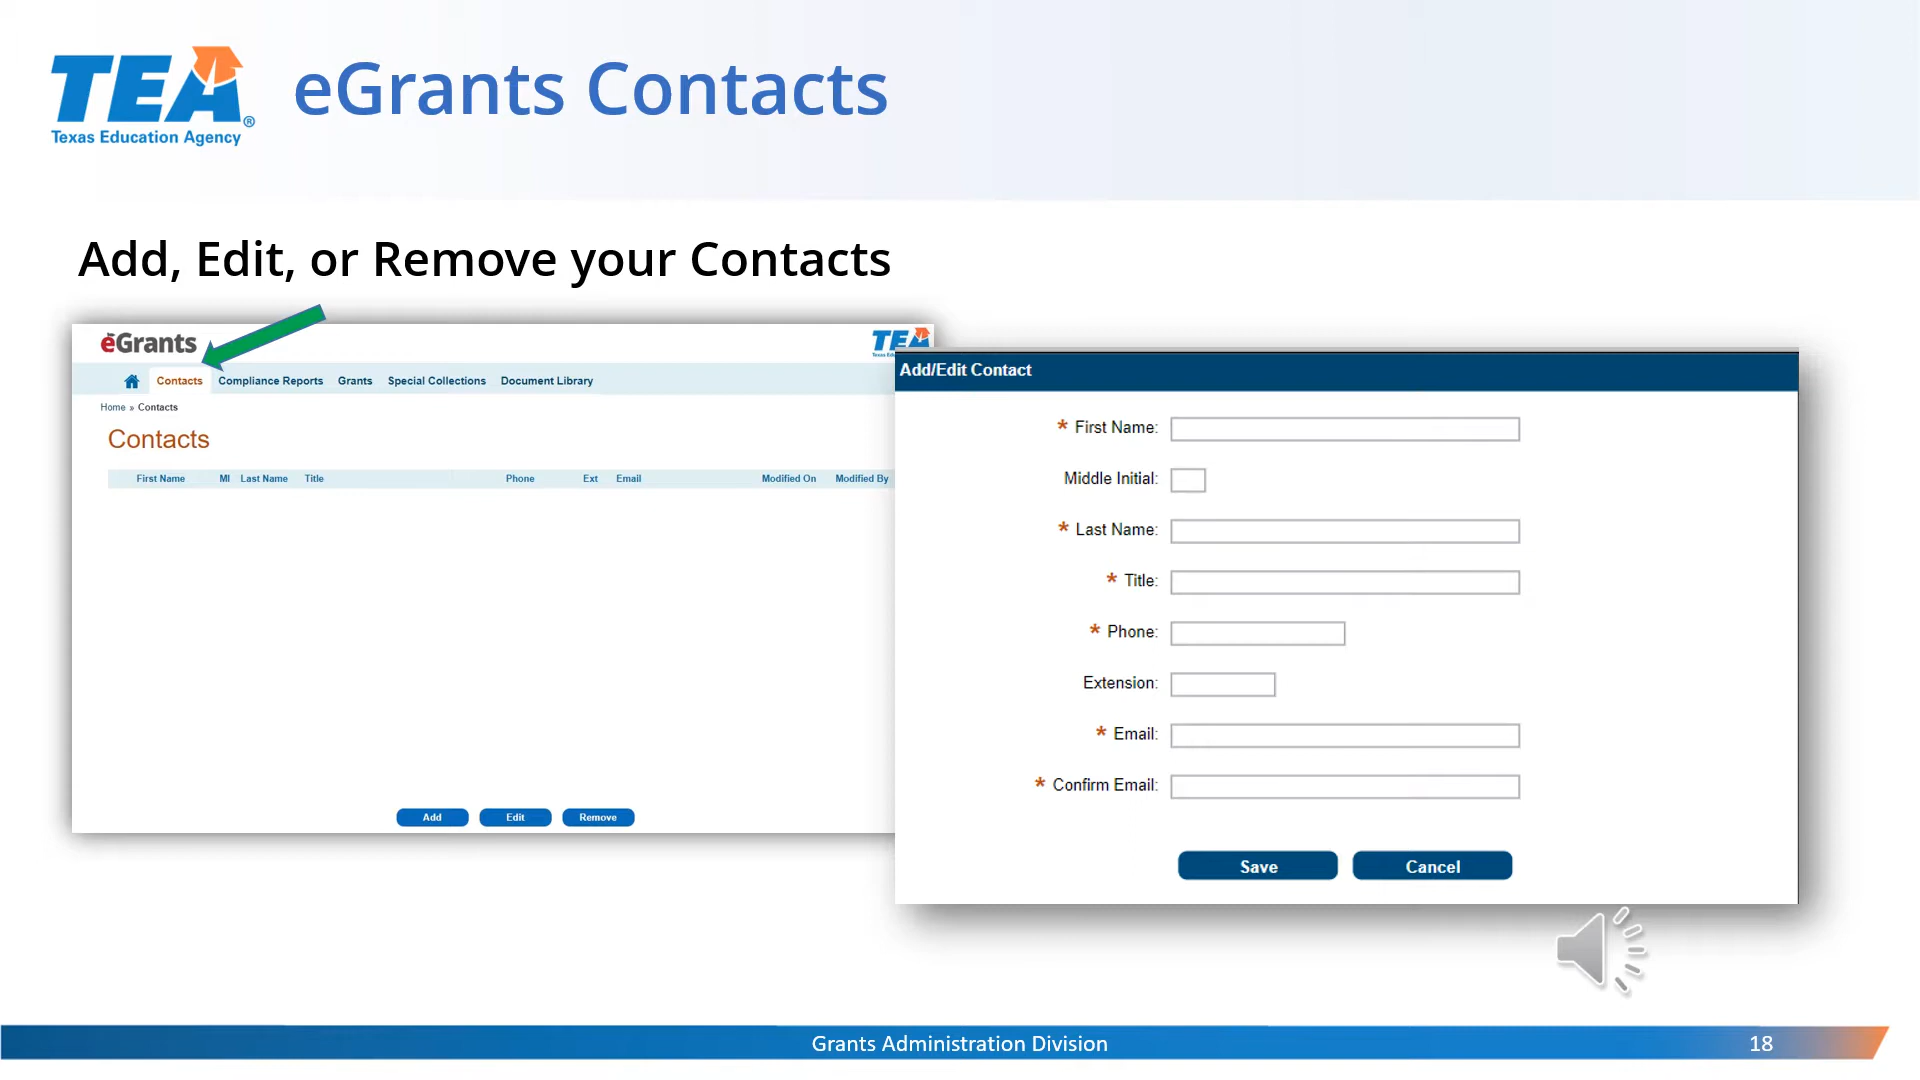 TEA®
Texas Education Agency
eGrants Contacts
Add, Edit, or Remove your Contacts
eGrants
TEA
Contacts Compliance Reports Grants Special Collections Document Library
Home » Contacts
Contacts
First Name MI Last Name Title Phone Ext Email Modified On Modified By
Add Edit Remove
Add/Edit Contact
* First Name:
Middle Initial:
* Last Name:
* Title:
* Phone:
Extension:
* Email:
* Confirm Email:
Save Cancel
Grants Administration Division
18